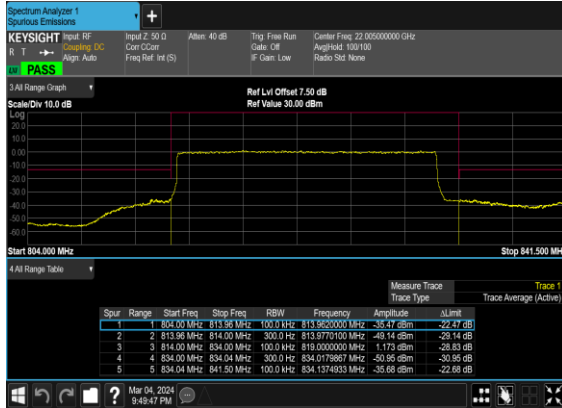 Spectrum Analyzer 1
Spurious Emissions
+
KEYSIGHT Input: RF Input Z: 50 Ω Atten: 40 dB Trig: Free Run Center Freq: 22.005000000 GHz
R T Coupling: DC Corr CCorr Gate: Off Avg|Hold: 100/100
Align: Auto Freq Ref: Int (S) IF Gain: Low Radio Std: None
PASS
3 All Range Graph
Ref Lvl Offset 7.50 dB
Scale/Div 10.0 dB Ref Value 30.00 dBm
Log
20.0
10.0
0.00
-10.0
-20.0
-30.0
-40.0
-50.0
-60.0
Start 804.000 MHz Stop 841.500 MHz
4 All Range Table
Measure Trace Trace 1
Trace Type Trace Average (Active)
Spur Range Start Freq Stop Freq RBW Frequency Amplitude ΔLimit
1 1 804.00 MHz 813.96 MHz 100.0 kHz 813.9620000 MHz -35.47 dBm -22.47 dB
2 2 813.96 MHz 814.00 MHz 300.0 Hz 813.9770100 MHz -49.14 dBm -29.14 dB
3 3 814.00 MHz 834.00 MHz 100.0 kHz 819.0000000 MHz 1.173 dBm -28.83 dB
4 4 834.00 MHz 834.04 MHz 300.0 Hz 834.0179867 MHz -50.95 dBm -30.95 dB
5 5 834.04 MHz 841.50 MHz 100.0 kHz 834.1374933 MHz -35.68 dBm -22.68 dB
? Mar 04, 2024
9:49:47 PM